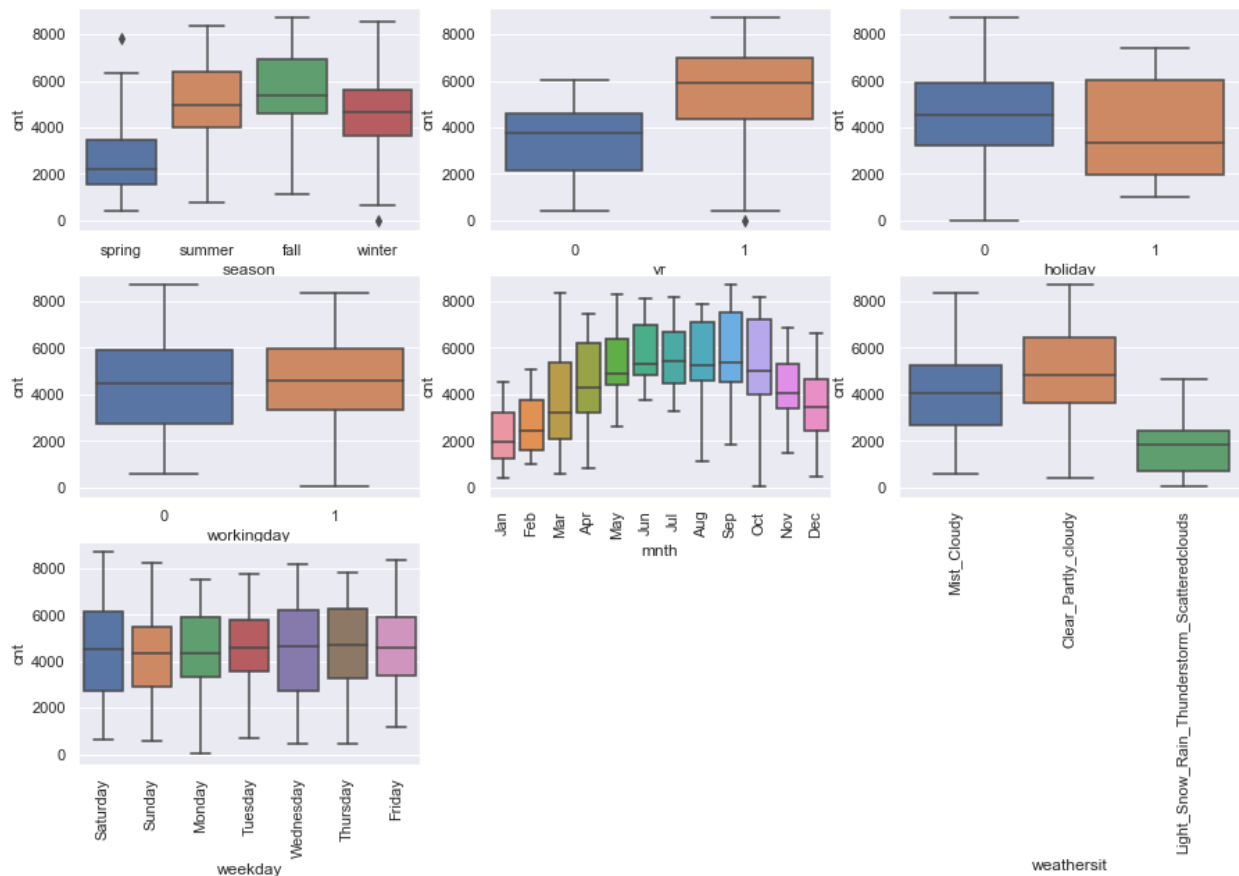 8000
6000
4000
2000
0
cnt
spring summer fall winter
season
8000
6000
4000
2000
0
cnt
0 1
yr
8000
6000
4000
2000
0
cnt
0 1
holiday
8000
6000
4000
2000
0
cnt
0 1
workingday
8000
6000
4000
2000
0
cnt
Jan Feb Mar Apr May Jun Jul Aug Sep Oct Nov Dec
mnth
8000
6000
4000
2000
0
cnt
Mist_Cloudy
Clear_Partly_cloudy
Light_Snow_Rain_Thunderstorm_Scatteredclouds
weathersit
8000
6000
4000
2000
0
cnt
Saturday
Sunday
Monday
Tuesday
Wednesday
Thursday
Friday
weekday